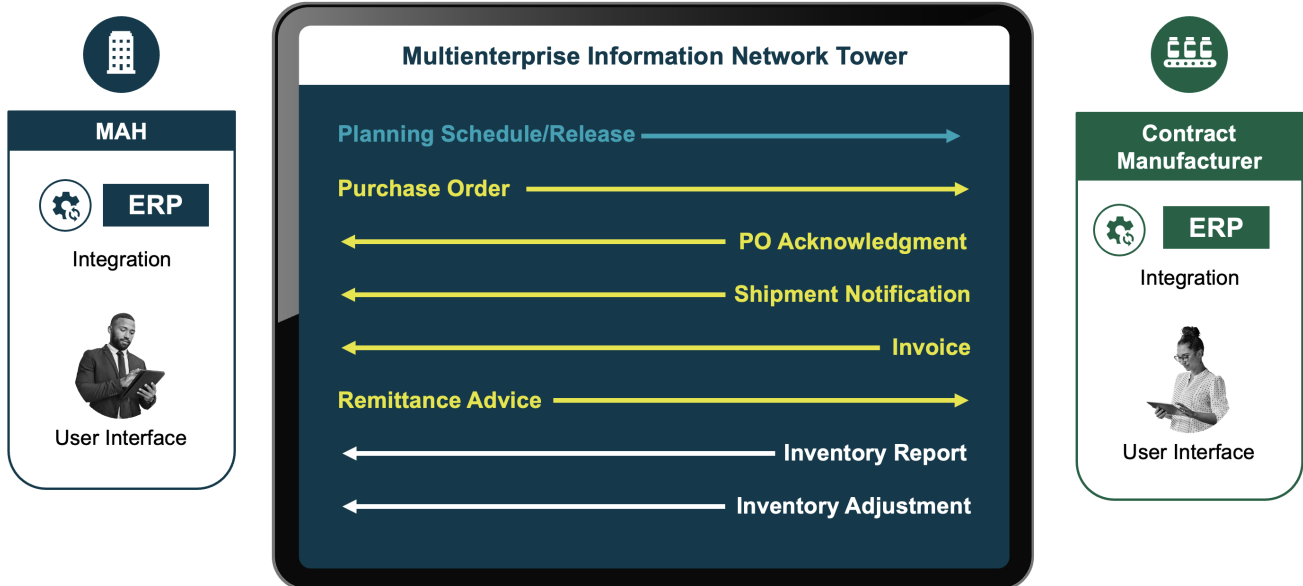 Multienterprise Information Network Tower
MAH
ERP
Integration
User Interface
Planning Schedule/Release
Purchase Order
PO Acknowledgment
Shipment Notification
Invoice
Remittance Advice
Inventory Report
Inventory Adjustment
Contract
Manufacturer
ERP
Integration
User Interface